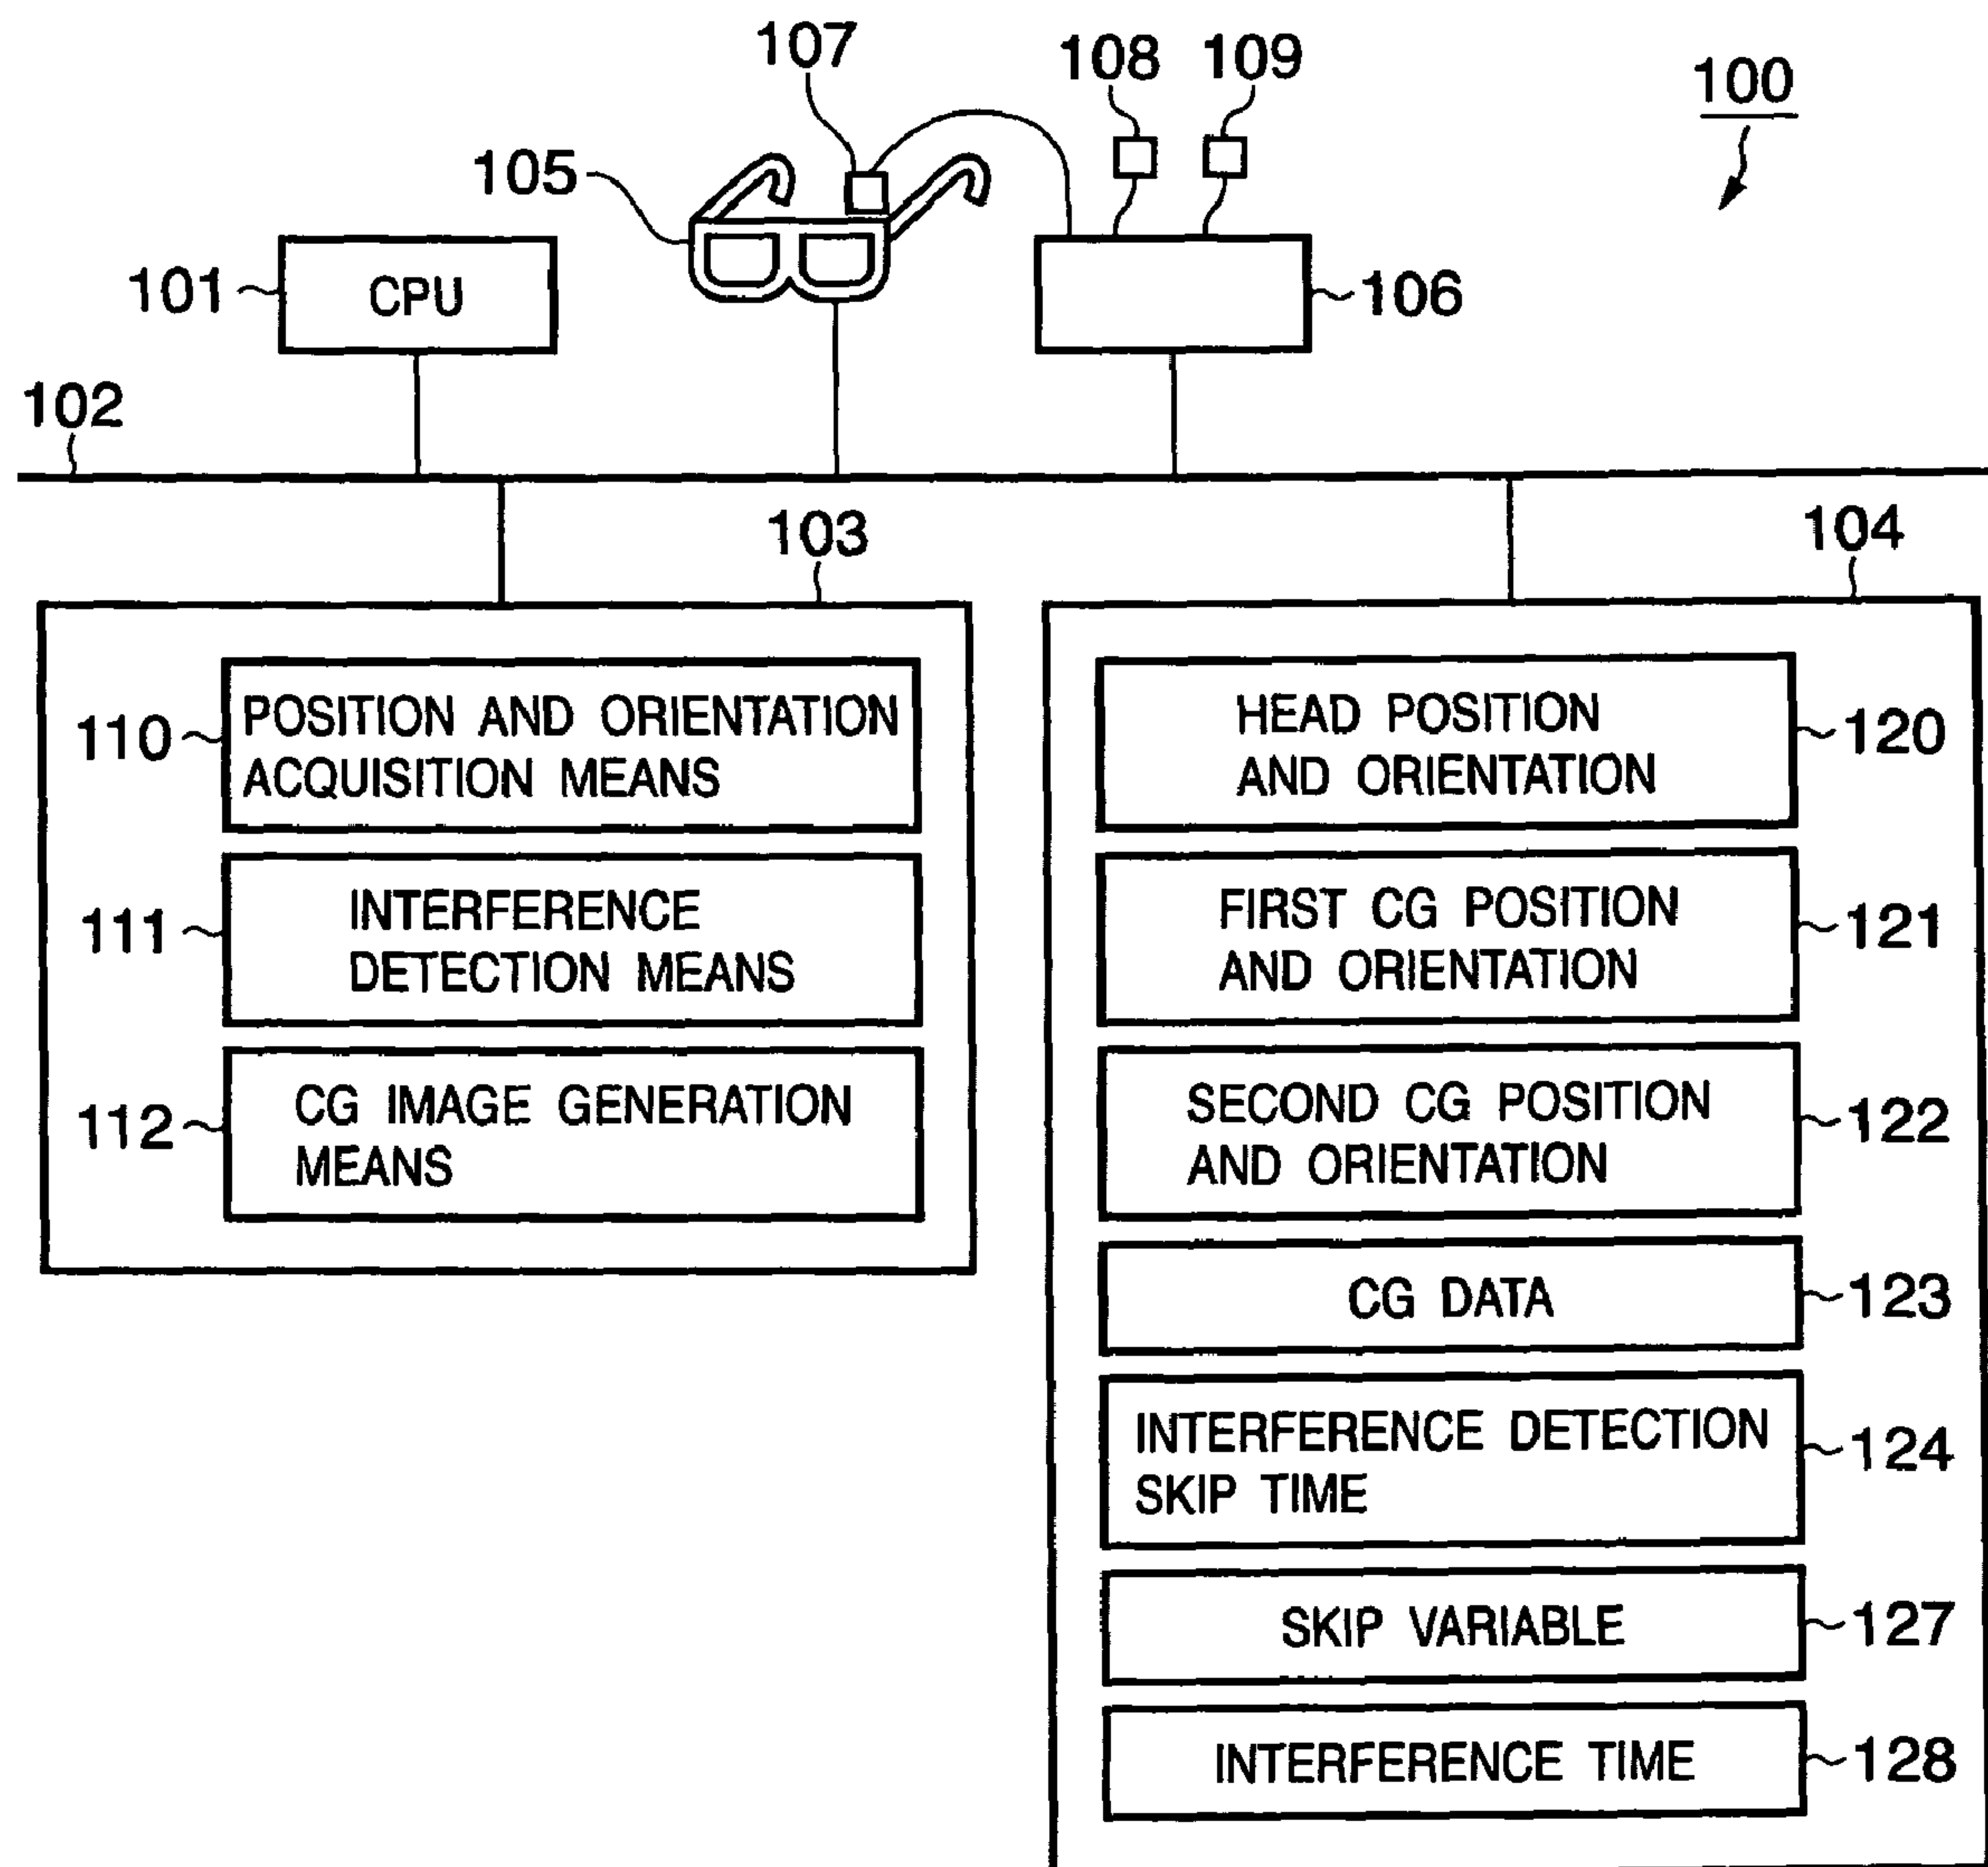 107
108
109
100
105
101
CPU
106
102
103
104
110
POSITION AND ORIENTATION
ACQUISITION MEANS
111
INTERFERENCE
DETECTION MEANS
112
CG IMAGE GENERATION
MEANS
HEAD POSITION
AND ORIENTATION
120
FIRST CG POSITION
AND ORIENTATION
121
SECOND CG POSITION
AND ORIENTATION
122
CG DATA
123
INTERFERENCE DETECTION
SKIP TIME
124
SKIP VARIABLE
127
INTERFERENCE TIME
128